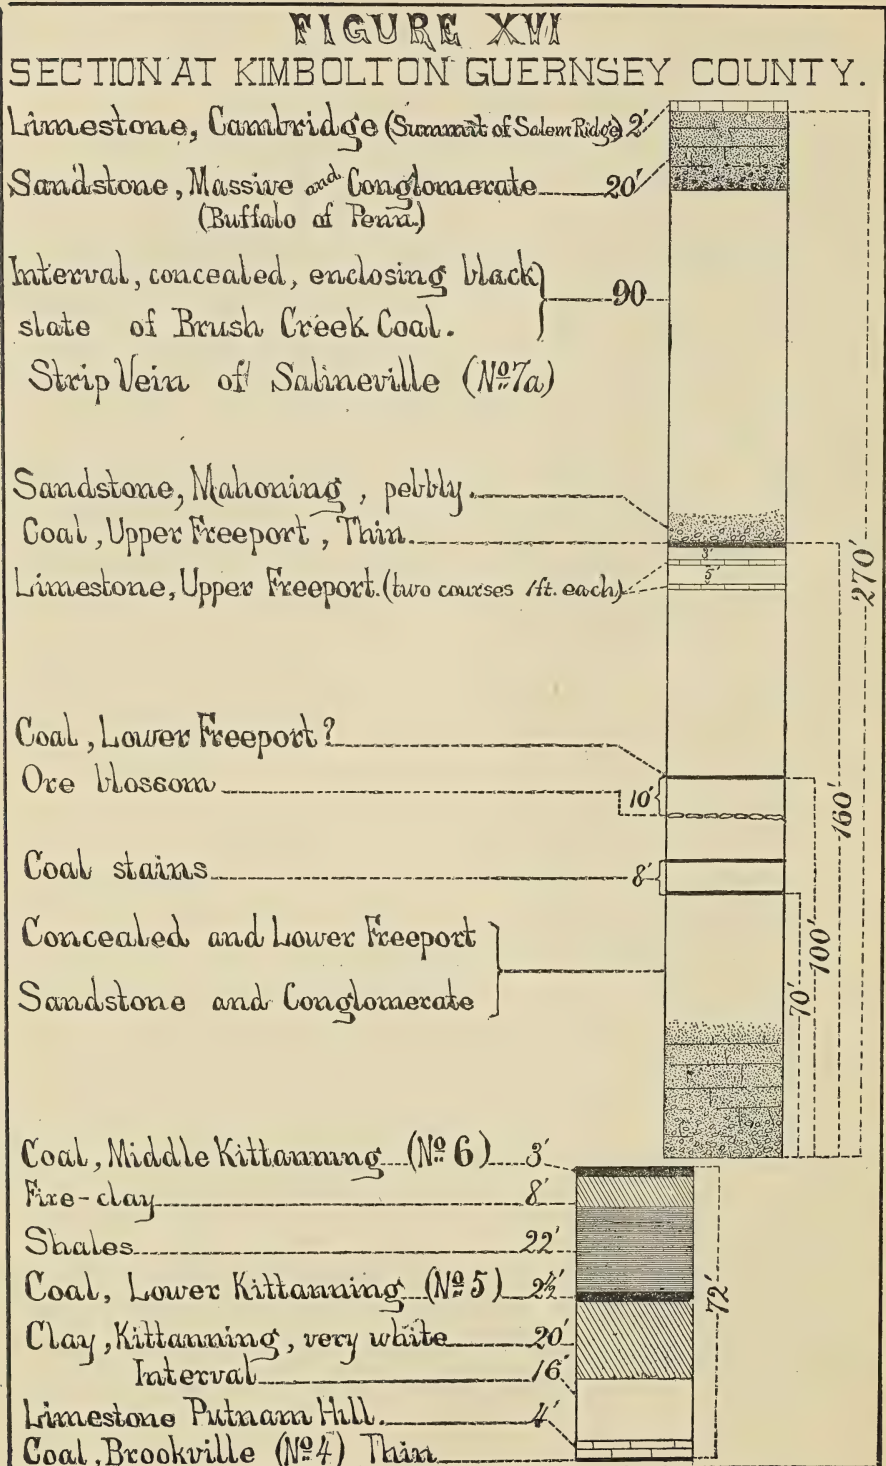 FIGURE XVI
SECTION AT KIMBOLTON GUERNSEY COUNTY.
Limestone, Cambridge (Summit of Salem Ridge) 2'
Sandstone, Massive and Conglomerate 20'
(Buffalo of Penn.)
Interval, concealed, enclosing black
slate of Brush Creek Coal.
90
Strip Vein of Salineville (No 7a)
Sandstone, Mahoning, pebbly.
Coal, Upper Freeport, Thin.
3'
Limestone, Upper Freeport. (two courses 1ft. each)
5'
270'
Coal, Lower Freeport?
Ore blossom
10'
160'
Coal stains
8'
Concealed and Lower Freeport
Sandstone and Conglomerate
100'
70'
Coal, Middle Kittanning (No 6) 3'
Fire-clay 8'
Shales 22'
Coal, Lower Kittanning (No 5) 2½'
72'
Clay, Kittanning, very white 20'
Interval 16'
Limestone Putnam Hill. 4'
Coal, Brookville (No 4) Thin